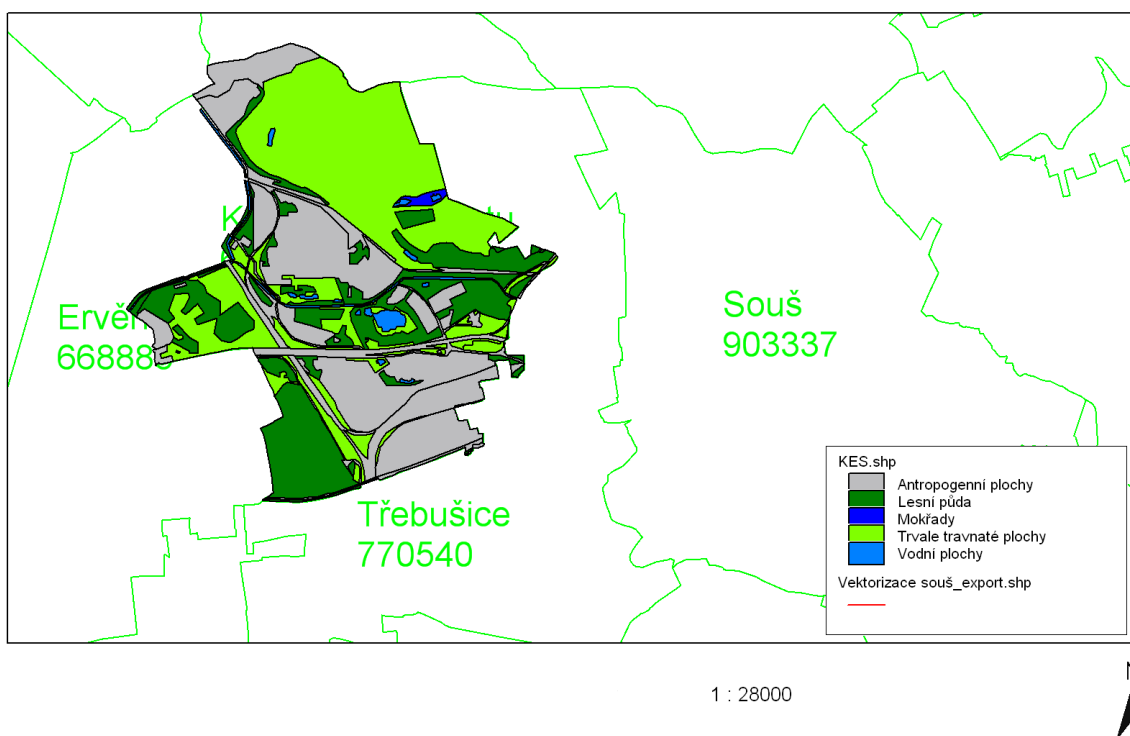 Ervěn
66888
Souš
903337
Třebušice
770540
KES.shp
Antropogenní plochy
Lesní půda
Mokřady
Trvale travnaté plochy
Vodní plochy
Vektorizace souš_export.shp
1 : 28000